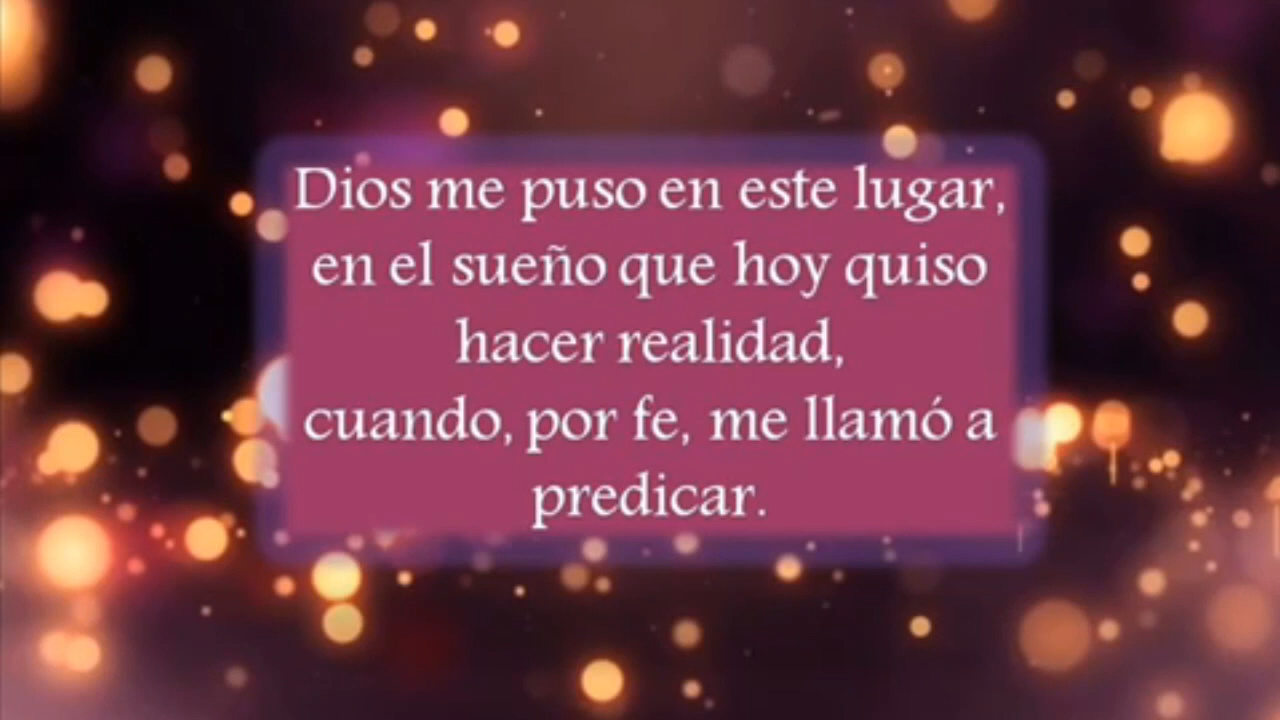 Dios me puso en este lugar,
en el sueño que hoy quiso
hacer realidad,
cuando, por fe, me llamó a
predicar.